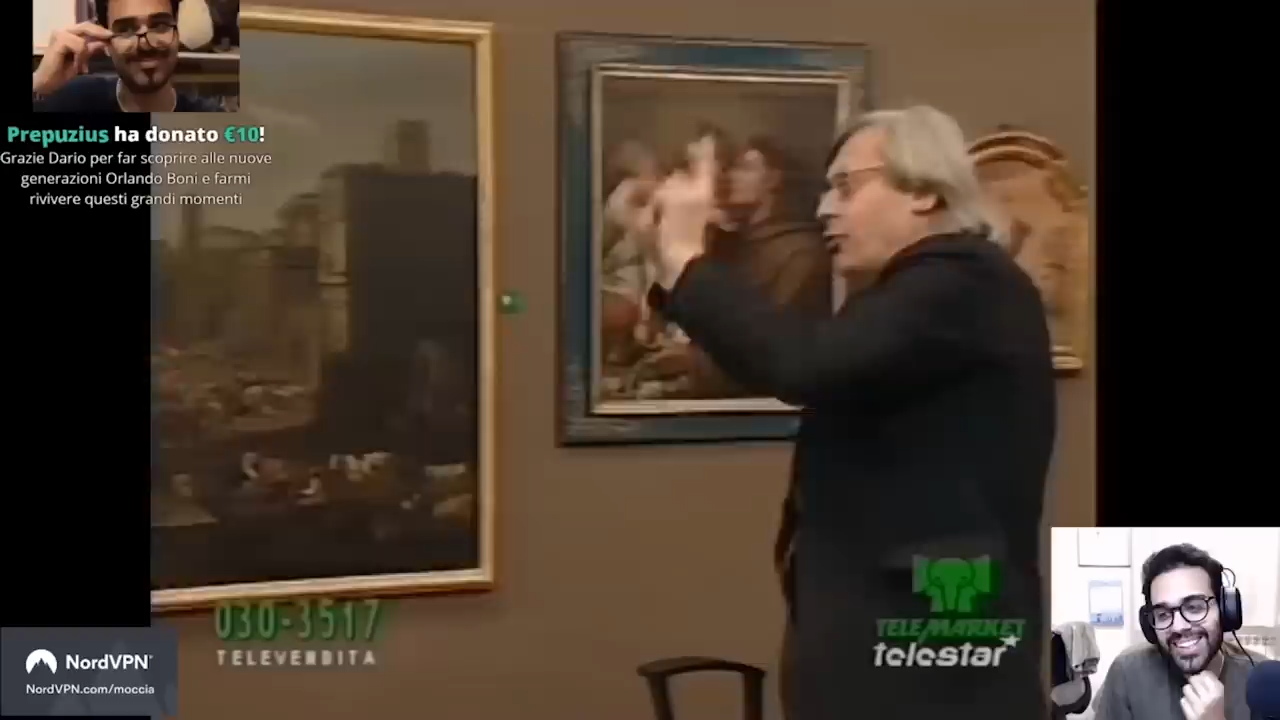 Prepuzius ha donato €10!
Grazie Dario per far scoprire alle nuove
generazioni Orlando Boni e farmi
rivivere questi grandi momenti
030-3517
TELEVENDITA
TELEMARKET
telestar
NordVPN
NordVPN.com/moccia